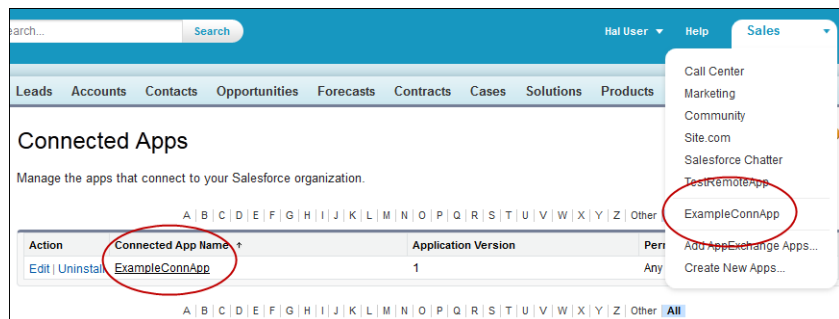 earch... Search Hal User Help Sales
Call Center
Marketing
Community
Site.com
Salesforce Chatter
TestRemoteApp
ExampleConnApp
Add AppExchange Apps...
Create New Apps...
Leads Accounts Contacts Opportunities Forecasts Contracts Cases Solutions Products
Connected Apps
Manage the apps that connect to your Salesforce organization.
A | B | C | D | E | F | G | H | I | J | K | L | M | N | O | P | Q | R | S | T | U | V | W | X | Y | Z | Other
Action Connected App Name ↑ Application Version Per
Edit | Uninstall ExampleConnApp 1 Any
A | B | C | D | E | F | G | H | I | J | K | L | M | N | O | P | Q | R | S | T | U | V | W | X | Y | Z | Other All